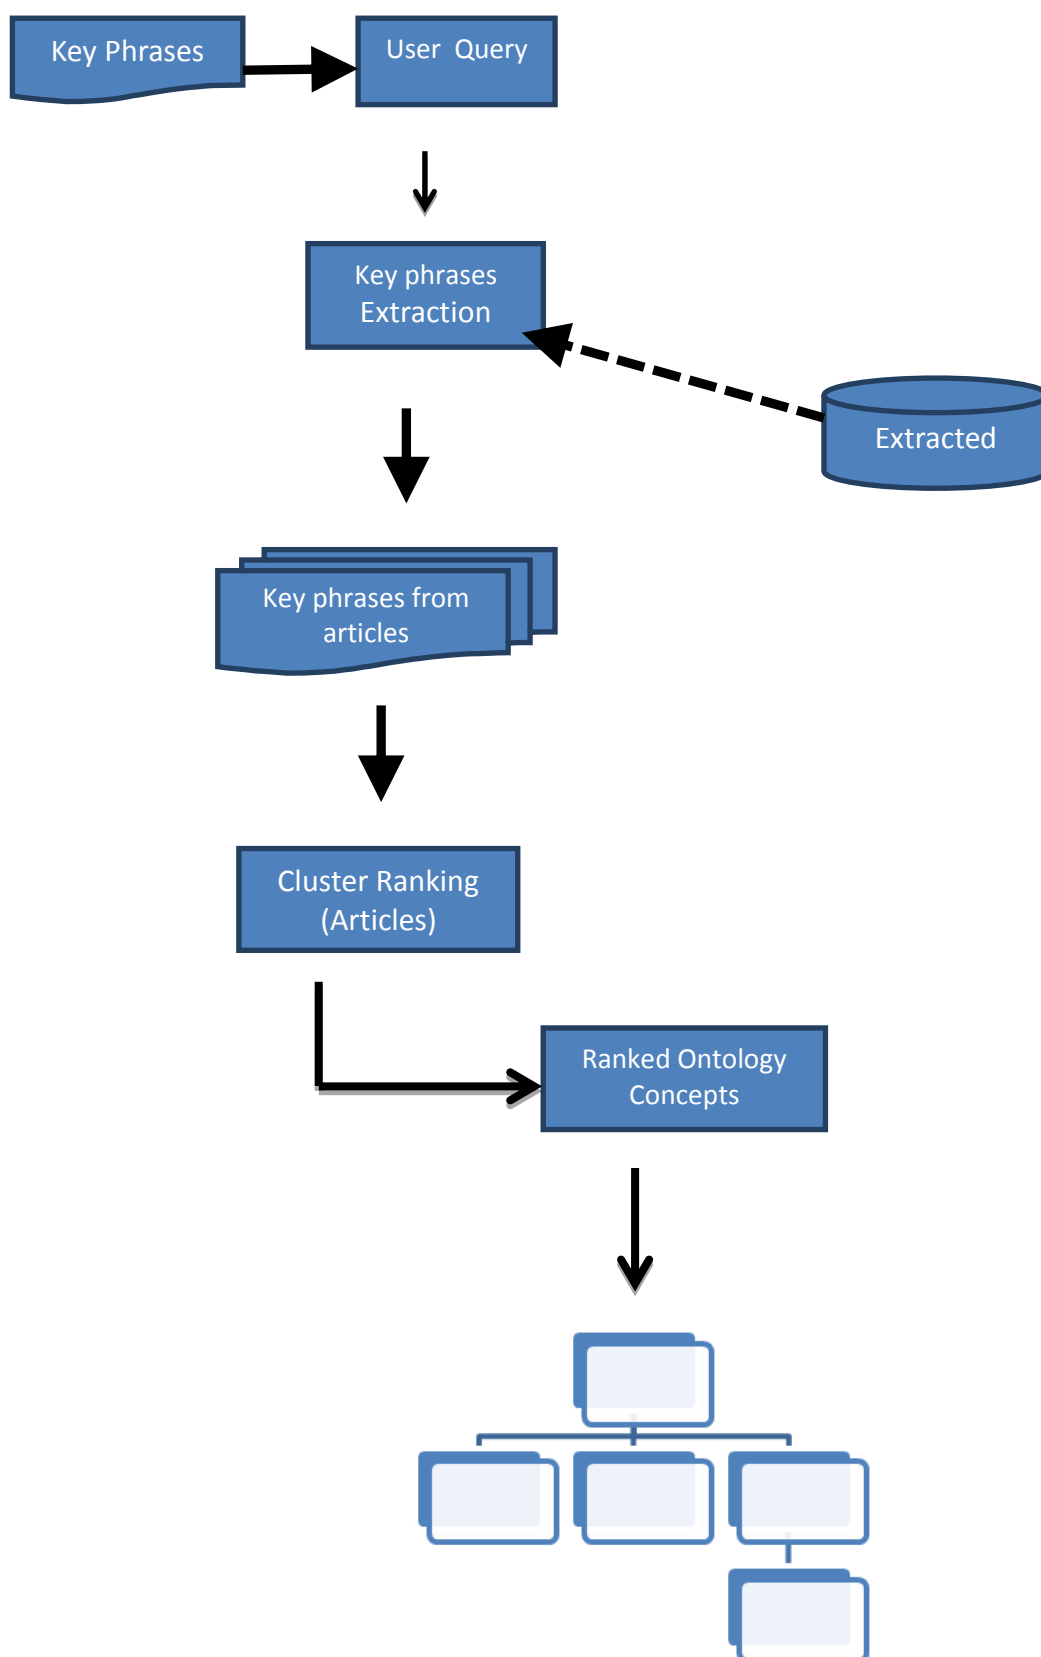 Key Phrases
User Query
Key phrases
Extraction
Extracted
Key phrases from
articles
Cluster Ranking
(Articles)
Ranked Ontology
Concepts